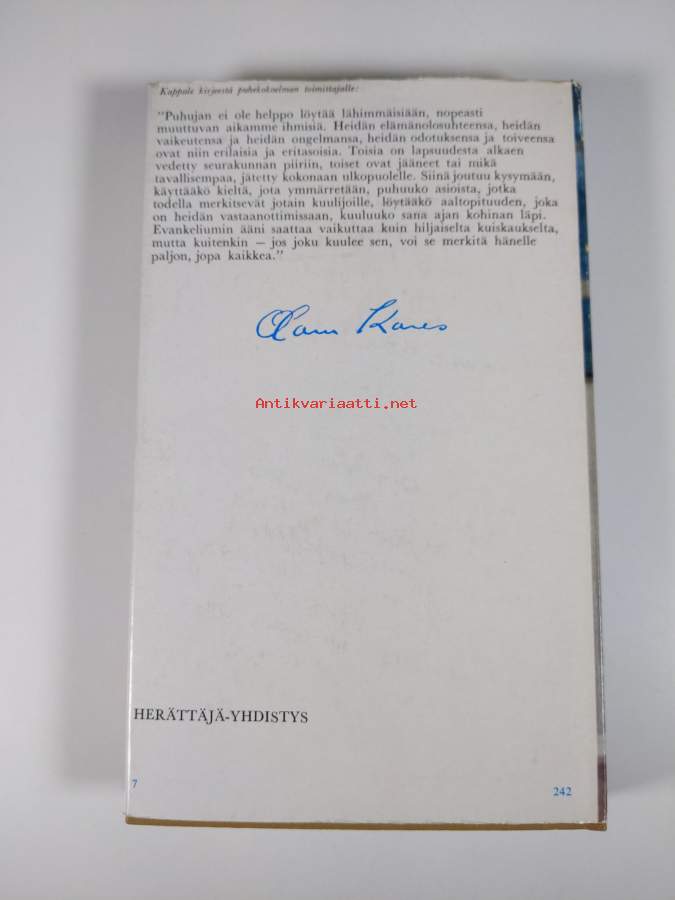 Kappale kirjeestä puhekokoelman toimittajalle:
"Puhujan ei ole helppo löytää lähimmäisiään, nopeasti
muuttuvan aikamme ihmisiä. Heidän elämänolosuhteensa, heidän
vaikeutensa ja heidän ongelmansa, heidän odotuksensa ja toiveensa
ovat niin erilaisia ja eritasoisia. Toisia on lapsuudesta alkaen
vedetty seurakunnan piiriin, toiset ovat jääneet tai mikä
tavallisempaa, jätetty kokonaan ulkopuolelle. Siinä joutuu kysymään,
käyttääkö kieltä, jota ymmärretään, puhuuko asioista, jotka
todella merkitsevät jotain kuulijoille, löytääkö aaltopituuden, joka
on heidän vastaanottimissaan, kuuluuko sana ajan kohinan läpi.
Evankeliumin ääni saattaa vaikuttaa kuin hiljaiselta kuiskaukselta,
mutta kuitenkin — jos joku kuulee sen, voi se merkitä hänelle
paljon, jopa kaikkea."
Olavi Kares
Antikvariaatti.net
HERÄTTÄJÄ-YHDISTYS
7
242